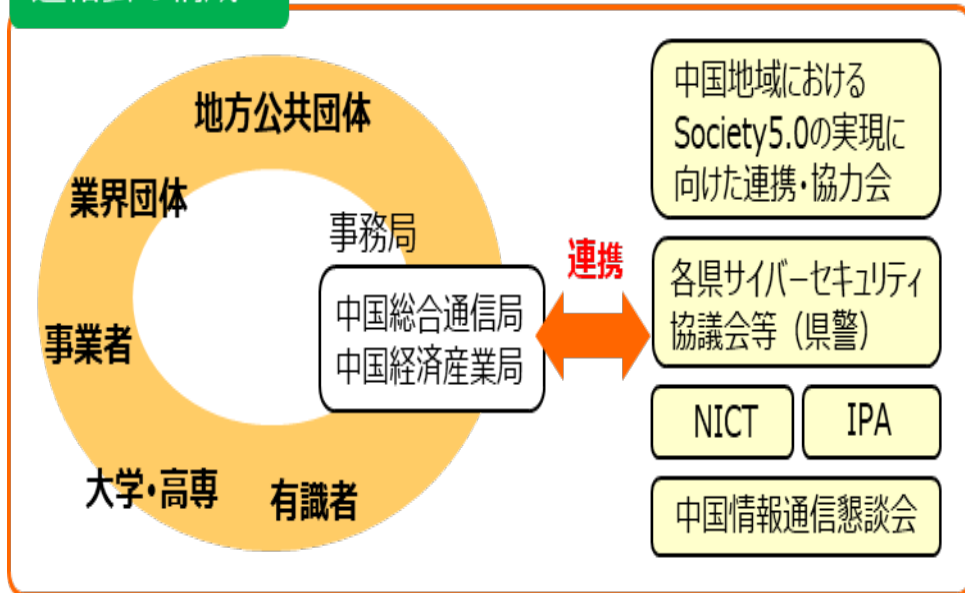 地方公共団体
業界団体
事業者
大学・高専
有識者
事務局
中国総合通信局
中国経済産業局
連携
中国地域における
Society5.0の実現に
向けた連携・協力会
各県サイバーセキュリティ
協議会等（県警）
NICT
IPA
中国情報通信懇談会